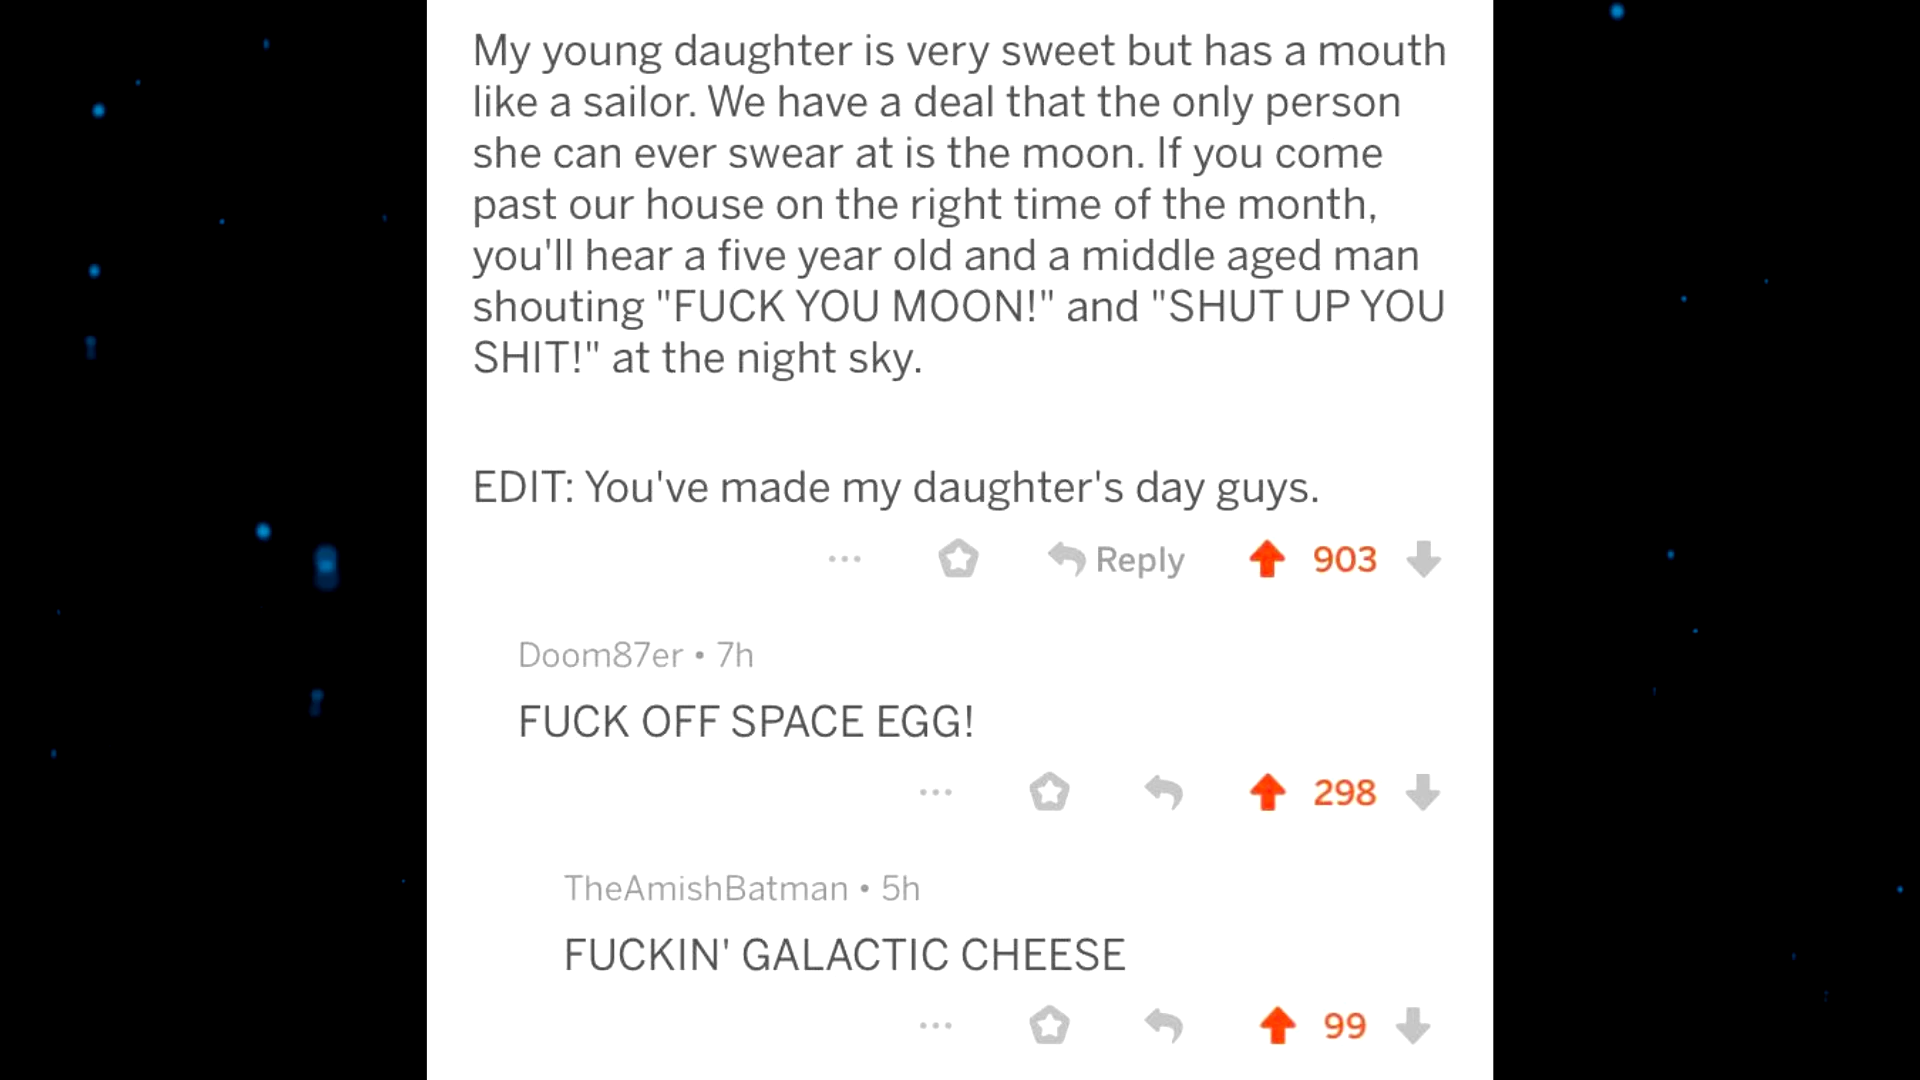 My young daughter is very sweet but has a mouth
like a sailor. We have a deal that the only person
she can ever swear at is the moon. If you come
past our house on the right time of the month,
you'll hear a five year old and a middle aged man
shouting "FUCK YOU MOON!" and "SHUT UP YOU
SHIT!" at the night sky.
EDIT: You've made my daughter's day guys.
Reply 903
Doom87er • 7h
FUCK OFF SPACE EGG!
298
TheAmishBatman • 5h
FUCKIN' GALACTIC CHEESE
99